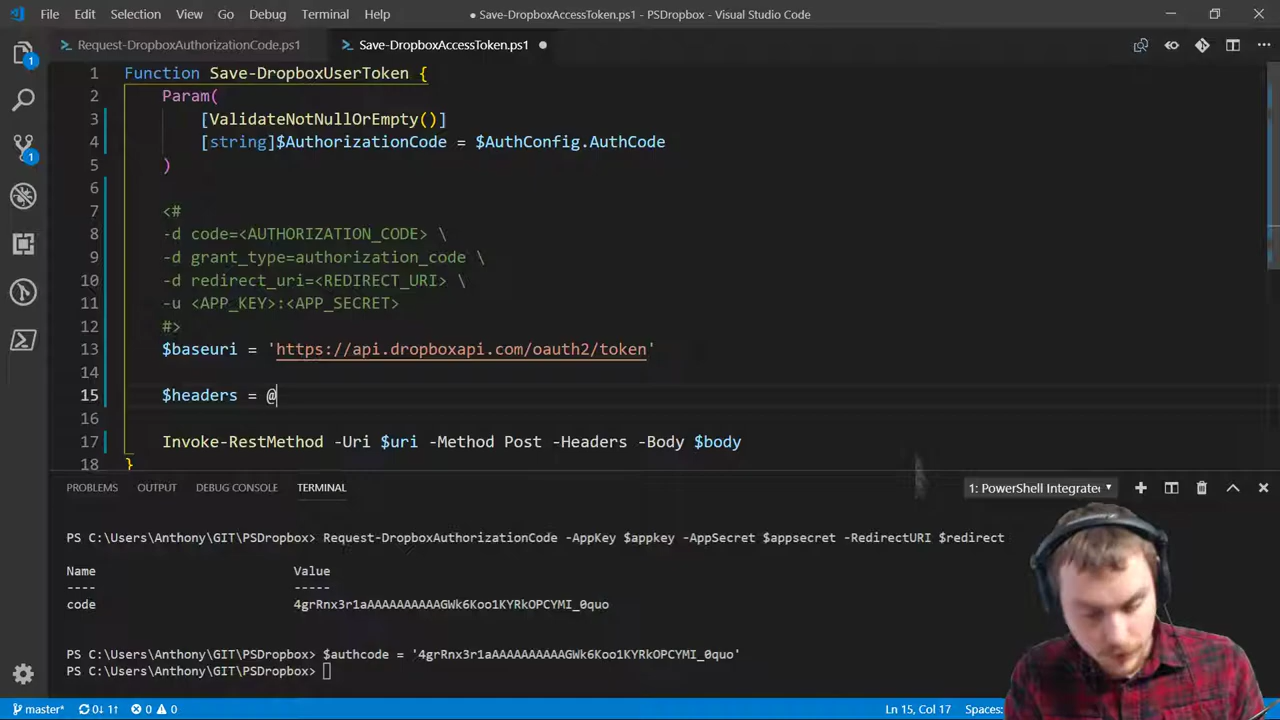 File Edit Selection View Go Debug Terminal Help
● Save-DropboxAccessToken.ps1 - PSDropbox - Visual Studio Code
Request-DropboxAuthorizationCode.ps1
Save-DropboxAccessToken.ps1
1 Function Save-DropboxUserToken {
2 Param(
3 [ValidateNotNullOrEmpty()]
4 [string]$AuthorizationCode = $AuthConfig.AuthCode
5 )
6
7 <#
8 -d code=<AUTHORIZATION_CODE> \
9 -d grant_type=authorization_code \
10 -d redirect_uri=<REDIRECT_URI> \
11 -u <APP_KEY>:<APP_SECRET>
12 #>
13 $baseuri = 'https://api.dropboxapi.com/oauth2/token'
14
15 $headers = @
16
17 Invoke-RestMethod -Uri $uri -Method Post -Headers -Body $body
18 }
1
1
PROBLEMS OUTPUT DEBUG CONSOLE TERMINAL
1: PowerShell Integrate
PS C:\Users\Anthony\GIT\PSDropbox> Request-DropboxAuthorizationCode -AppKey $appkey -AppSecret $appsecret -RedirectURI $redirect
Name Value
---- -----
code 4grRnx3r1aAAAAAAAAAAGWk6Koo1KYRkOPCYMI_0quo
PS C:\Users\Anthony\GIT\PSDropbox> $authcode = '4grRnx3r1aAAAAAAAAAAGWk6Koo1KYRkOPCYMI_0quo'
PS C:\Users\Anthony\GIT\PSDropbox>
master* 0↓ 1↑ 0 0
Ln 15, Col 17 Spaces: